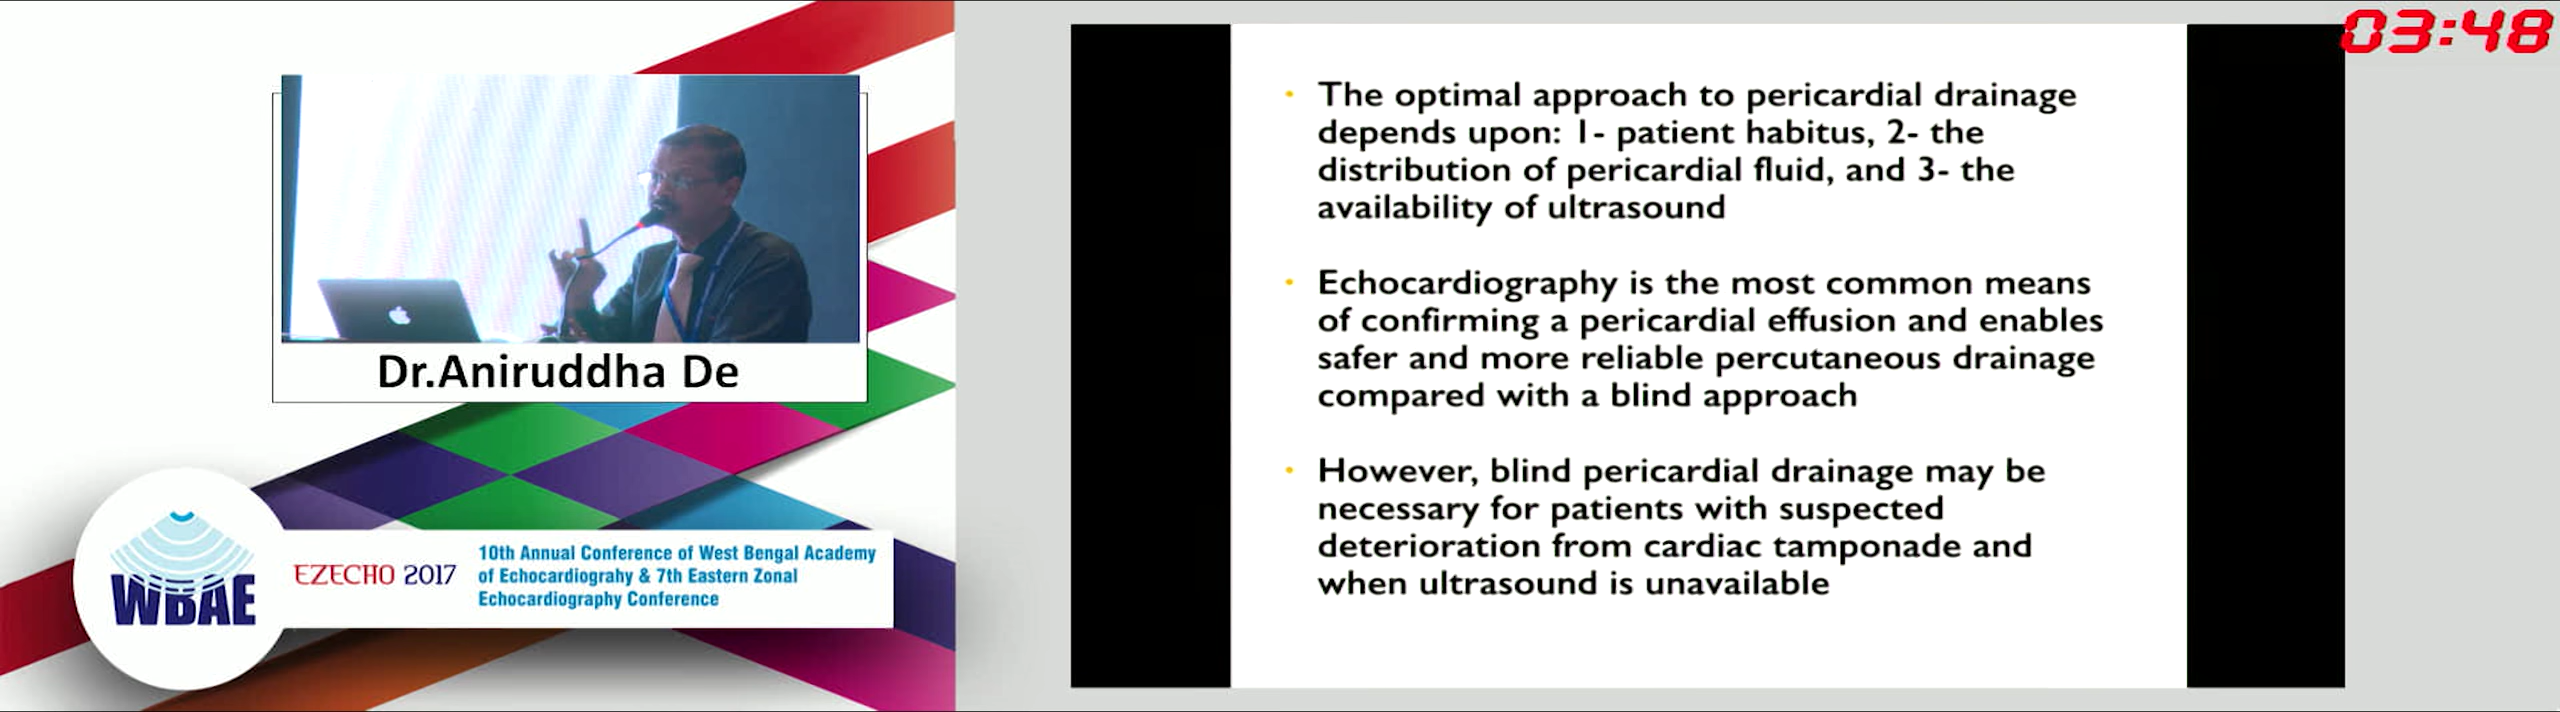 03:48
Dr.Aniruddha De
WBAE
EZECHO 2017
10th Annual Conference of West Bengal Academy
of Echocardiograhy & 7th Eastern Zonal
Echocardiography Conference
• The optimal approach to pericardial drainage
depends upon: 1- patient habitus, 2- the
distribution of pericardial fluid, and 3- the
availability of ultrasound
• Echocardiography is the most common means
of confirming a pericardial effusion and enables
safer and more reliable percutaneous drainage
compared with a blind approach
• However, blind pericardial drainage may be
necessary for patients with suspected
deterioration from cardiac tamponade and
when ultrasound is unavailable